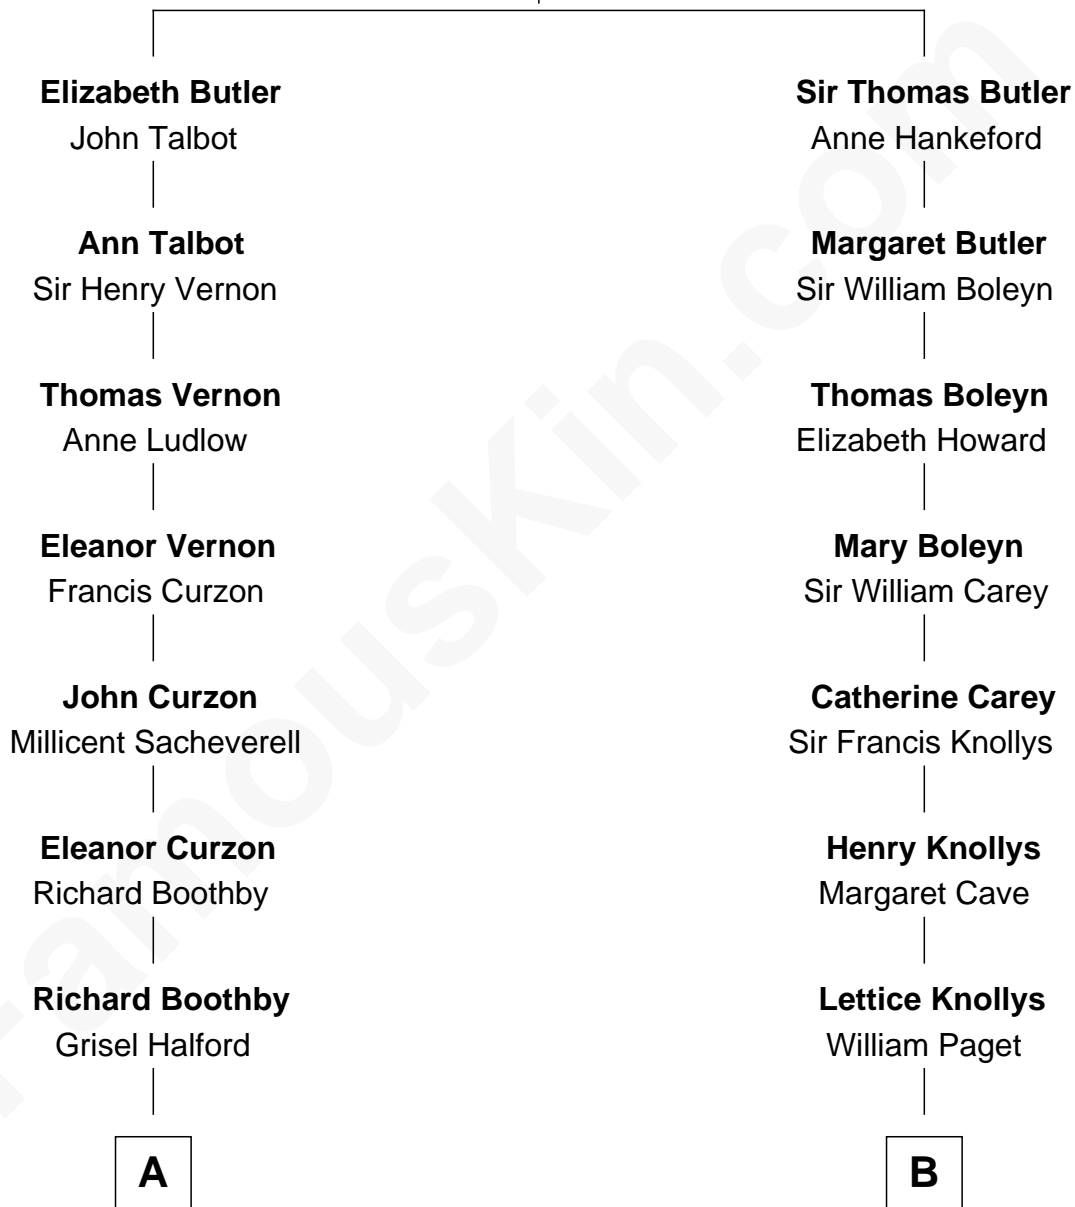 Elizabeth Butler
John Talbot
Ann Talbot
Sir Henry Vernon
Thomas Vernon
Anne Ludlow
Eleanor Vernon
Francis Curzon
John Curzon
Millicent Sacheverell
Eleanor Curzon
Richard Boothby
Richard Boothby
Grisel Halford
A
Sir Thomas Butler
Anne Hankeford
Margaret Butler
Sir William Boleyn
Thomas Boleyn
Elizabeth Howard
Mary Boleyn
Sir William Carey
Catherine Carey
Sir Francis Knollys
Henry Knollys
Margaret Cave
Lettice Knollys
William Paget
B
FamousKin.com